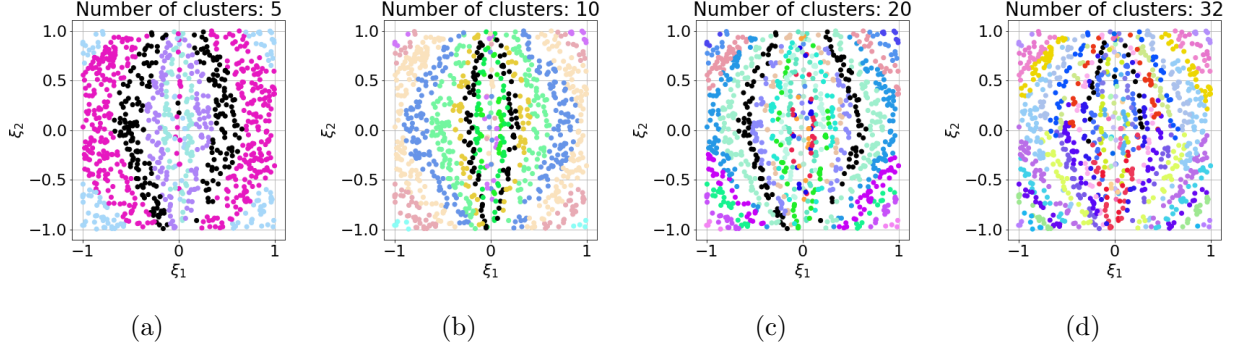 Number of clusters: 5
1.0
0.5
0.0
−0.5
−1.0
ξ₂
−1
0
1
ξ₁
(a)
Number of clusters: 10
1.0
0.5
0.0
−0.5
−1.0
ξ₂
−1
0
1
ξ₁
(b)
Number of clusters: 20
1.0
0.5
0.0
−0.5
−1.0
ξ₂
−1
0
1
ξ₁
(c)
Number of clusters: 32
1.0
0.5
0.0
−0.5
−1.0
ξ₂
−1
0
1
ξ₁
(d)